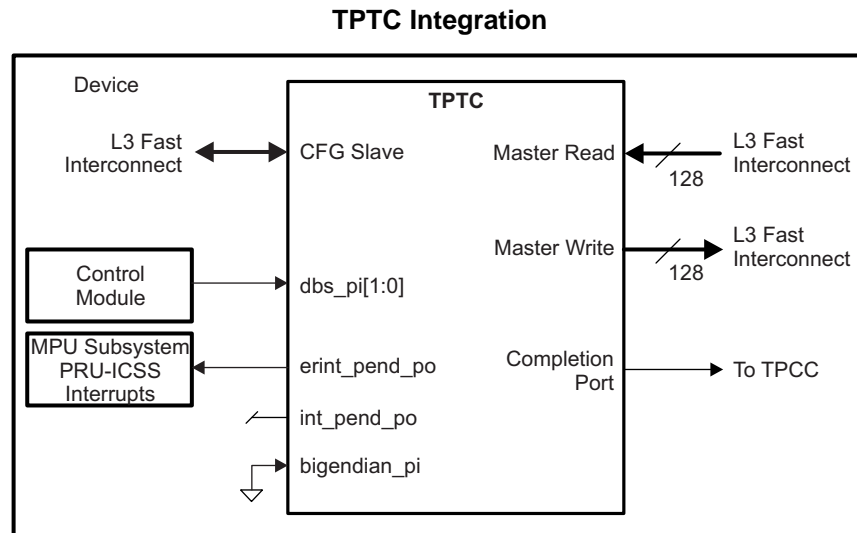 TPTC Integration
Device
TPTC
L3 Fast
Interconnect
CFG Slave
Master Read
128
L3 Fast
Interconnect
Master Write
128
L3 Fast
Interconnect
Control
Module
dbs_pi[1:0]
MPU Subsystem
PRU-ICSS
Interrupts
erint_pend_po
Completion
Port
To TPCC
int_pend_po
bigendian_pi